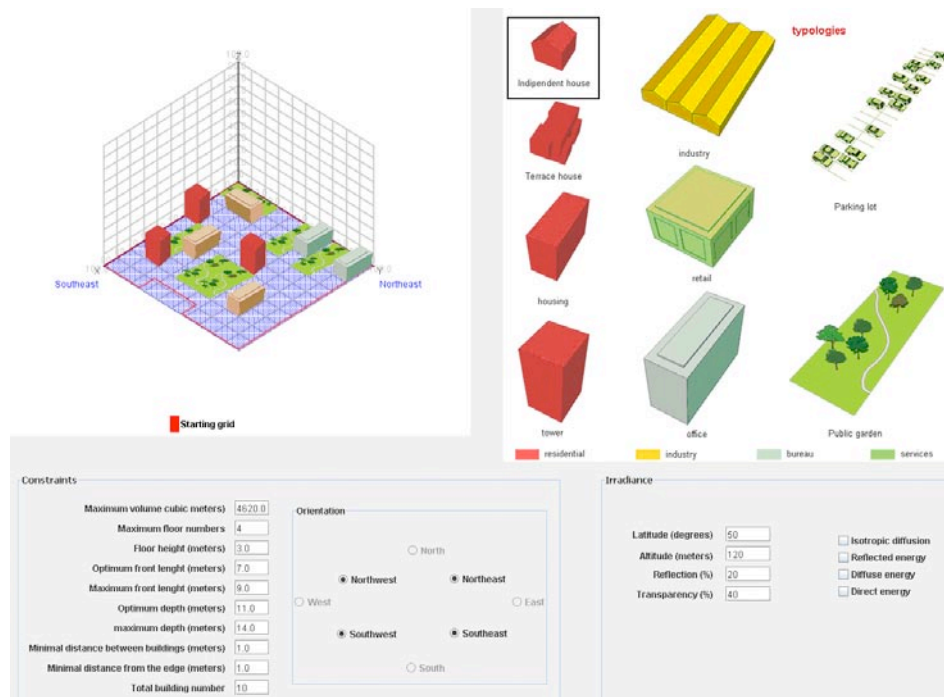 typologies
Indipendent house
industry
Terrace house
Parking lot
Southeast
Northeast
X
Y
housing
retail
Starting grid
tower
office
Public garden
residential
industry
bureau
services
Constraints
Maximum volume cubic meters) 4620.0
Maximum floor numbers 4
Floor height (meters) 3.0
Optimum front lenght (meters) 7.0
Maximum front lenght (meters) 9.0
Optimum depth (meters) 11.0
maximum depth (meters) 14.0
Minimal distance between buildings (meters) 1.0
Minimal distance from the edge (meters) 1.0
Total building number 10
Orientation
North
Northwest
Northeast
West
East
Southwest
Southeast
South
Irradiance
Latitude (degrees) 50
Altitude (meters) 120
Reflection (%) 20
Transparency (%) 40
Isotropic diffusion
Reflected energy
Diffuse energy
Direct energy